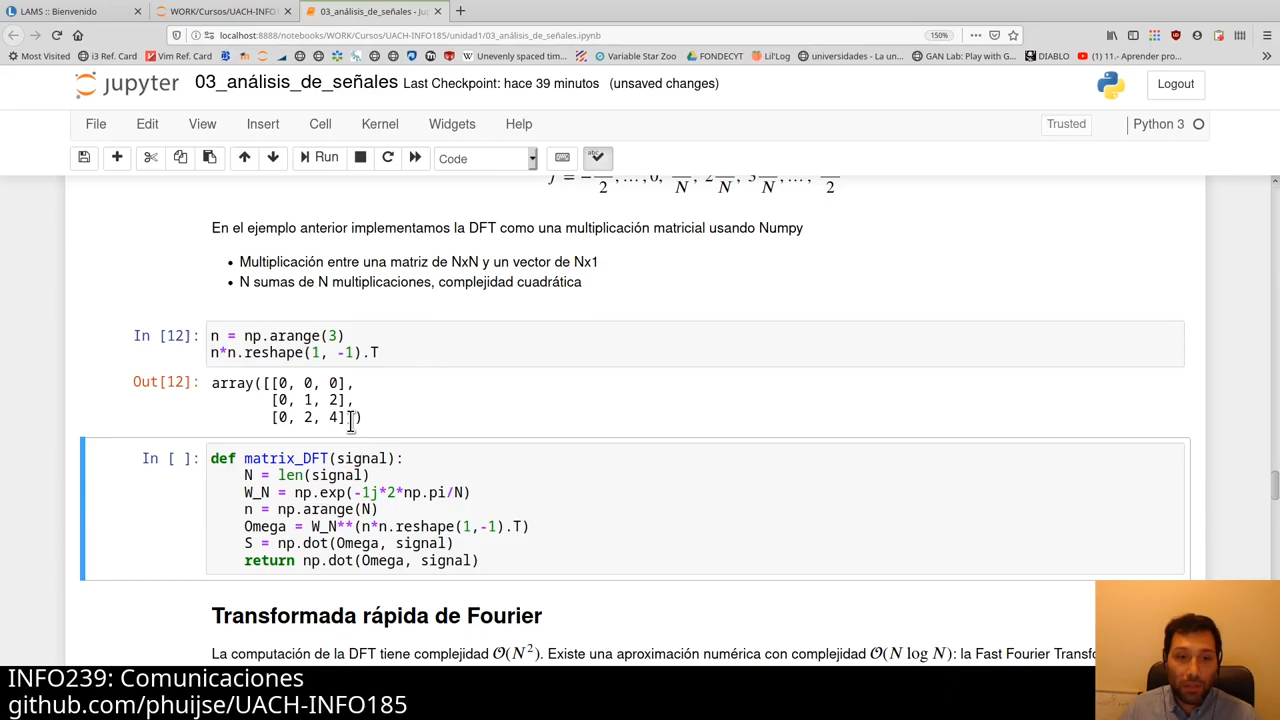 LAMS :: Bienvenido
WORK/Cursos/UACH-INFO1
03_análisis_de_señales - Ju
localhost:8888/notebooks/WORK/Cursos/UACH-INFO185/unidad1/03_análisis_de_señales.ipynb
150%
Most Visited
i3 Ref. Card
Vim Ref. Card
Unevenly spaced tim...
Variable Star Zoo
FONDECYT
Lil'Log
universidades - La un...
GAN Lab: Play with G...
DIABLO
(1) 11.- Aprender pro...
jupyter 03_análisis_de_señales Last Checkpoint: hace 39 minutos (unsaved changes)
Logout
File Edit View Insert Cell Kernel Widgets Help
Trusted
Python 3
Run
Code
2 N N N 2
En el ejemplo anterior implementamos la DFT como una multiplicación matricial usando Numpy
• Multiplicación entre una matriz de NxN y un vector de Nx1
• N sumas de N multiplicaciones, complejidad cuadrática
In [12]: n = np.arange(3)
n*n.reshape(1, -1).T
Out[12]: array([[0, 0, 0],
[0, 1, 2],
[0, 2, 4]])
In [ ]: def matrix_DFT(signal):
N = len(signal)
W_N = np.exp(-1j*2*np.pi/N)
n = np.arange(N)
Omega = W_N**(n*n.reshape(1,-1).T)
S = np.dot(Omega, signal)
return np.dot(Omega, signal)
Transformada rápida de Fourier
La computación de la DFT tiene complejidad 𝒪(N²). Existe una aproximación numérica con complejidad 𝒪(N log N): la Fast Fourier Transfo
INFO239: Comunicaciones
github.com/phuijse/UACH-INFO185